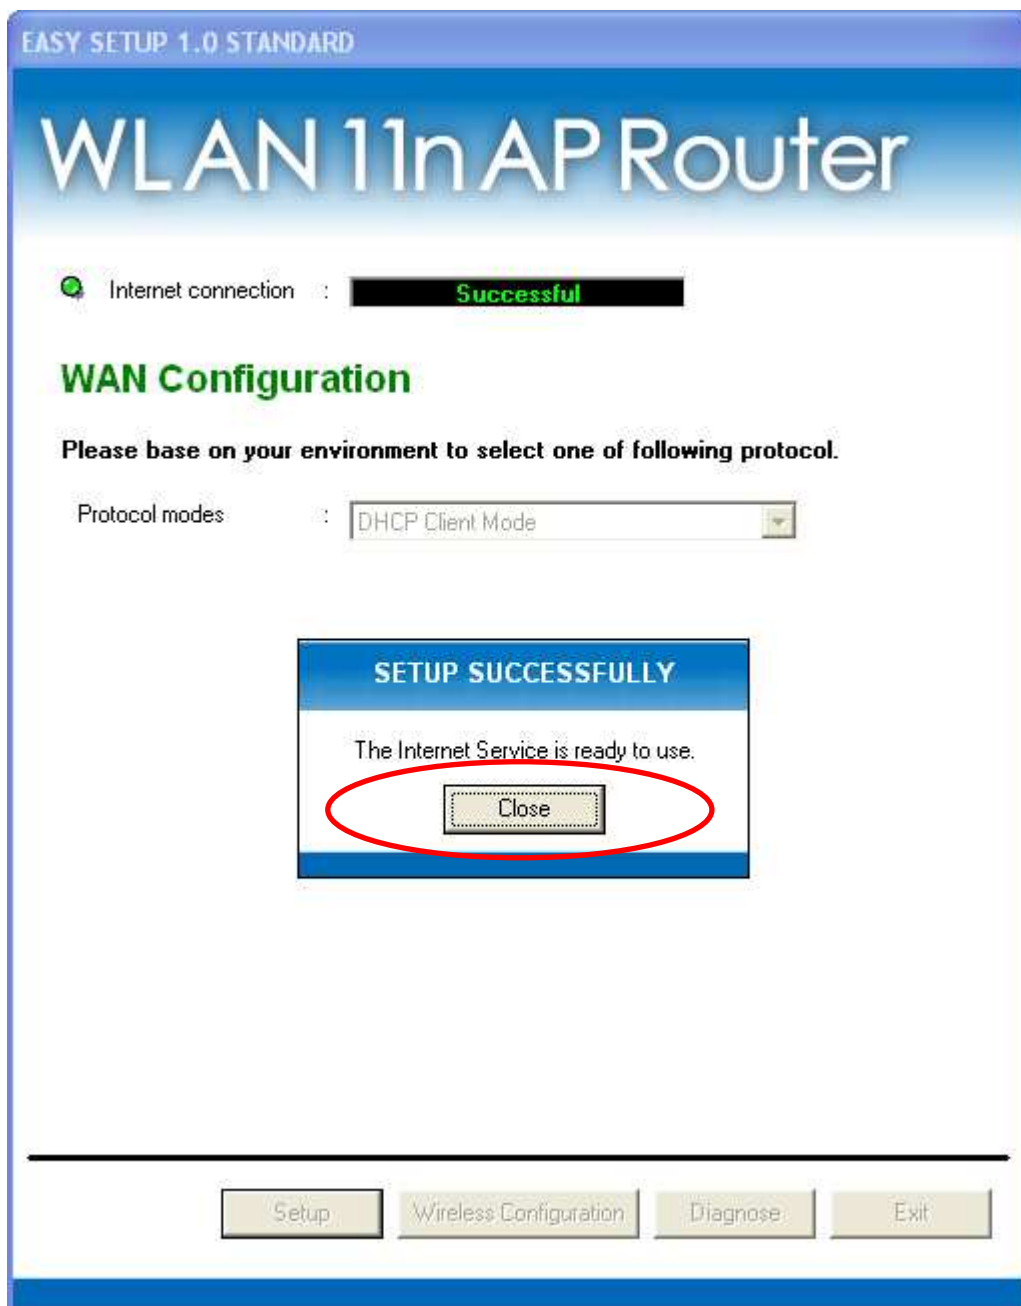 EASY SETUP 1.0 STANDARD
WLAN 11n AP Router
Internet connection : Successful
WAN Configuration
Please base on your environment to select one of following protocol.
Protocol modes : DHCP Client Mode
SETUP SUCCESSFULLY
The Internet Service is ready to use.
Close
Setup Wireless Configuration Diagnose Exit